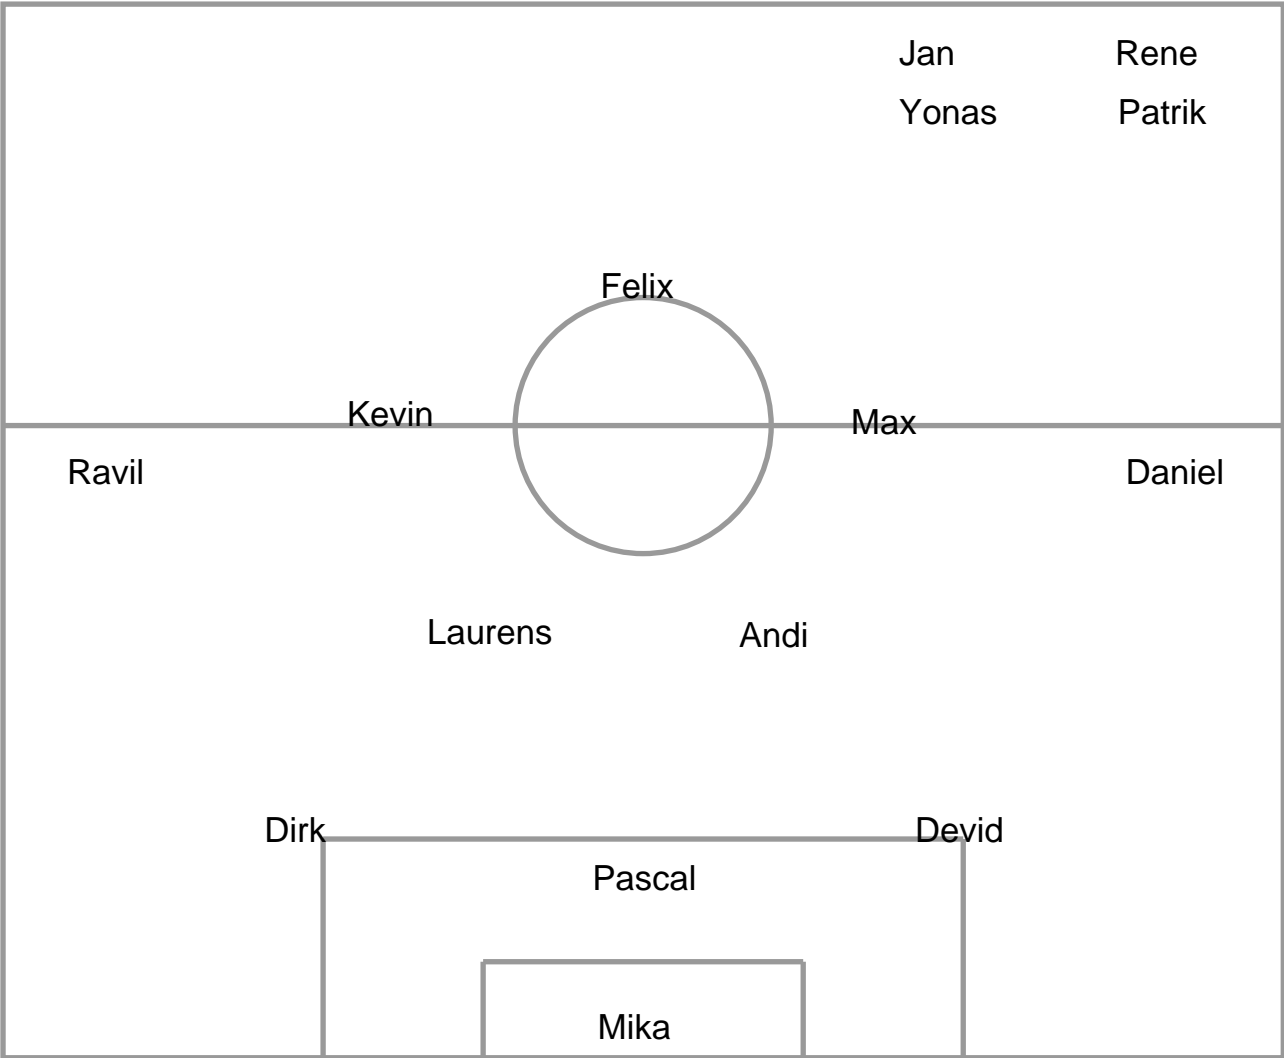 Jan Rene
Yonas Patrik
Felix
Kevin Max
Ravil Daniel
Laurens Andi
Dirk Devid
Pascal
Mika